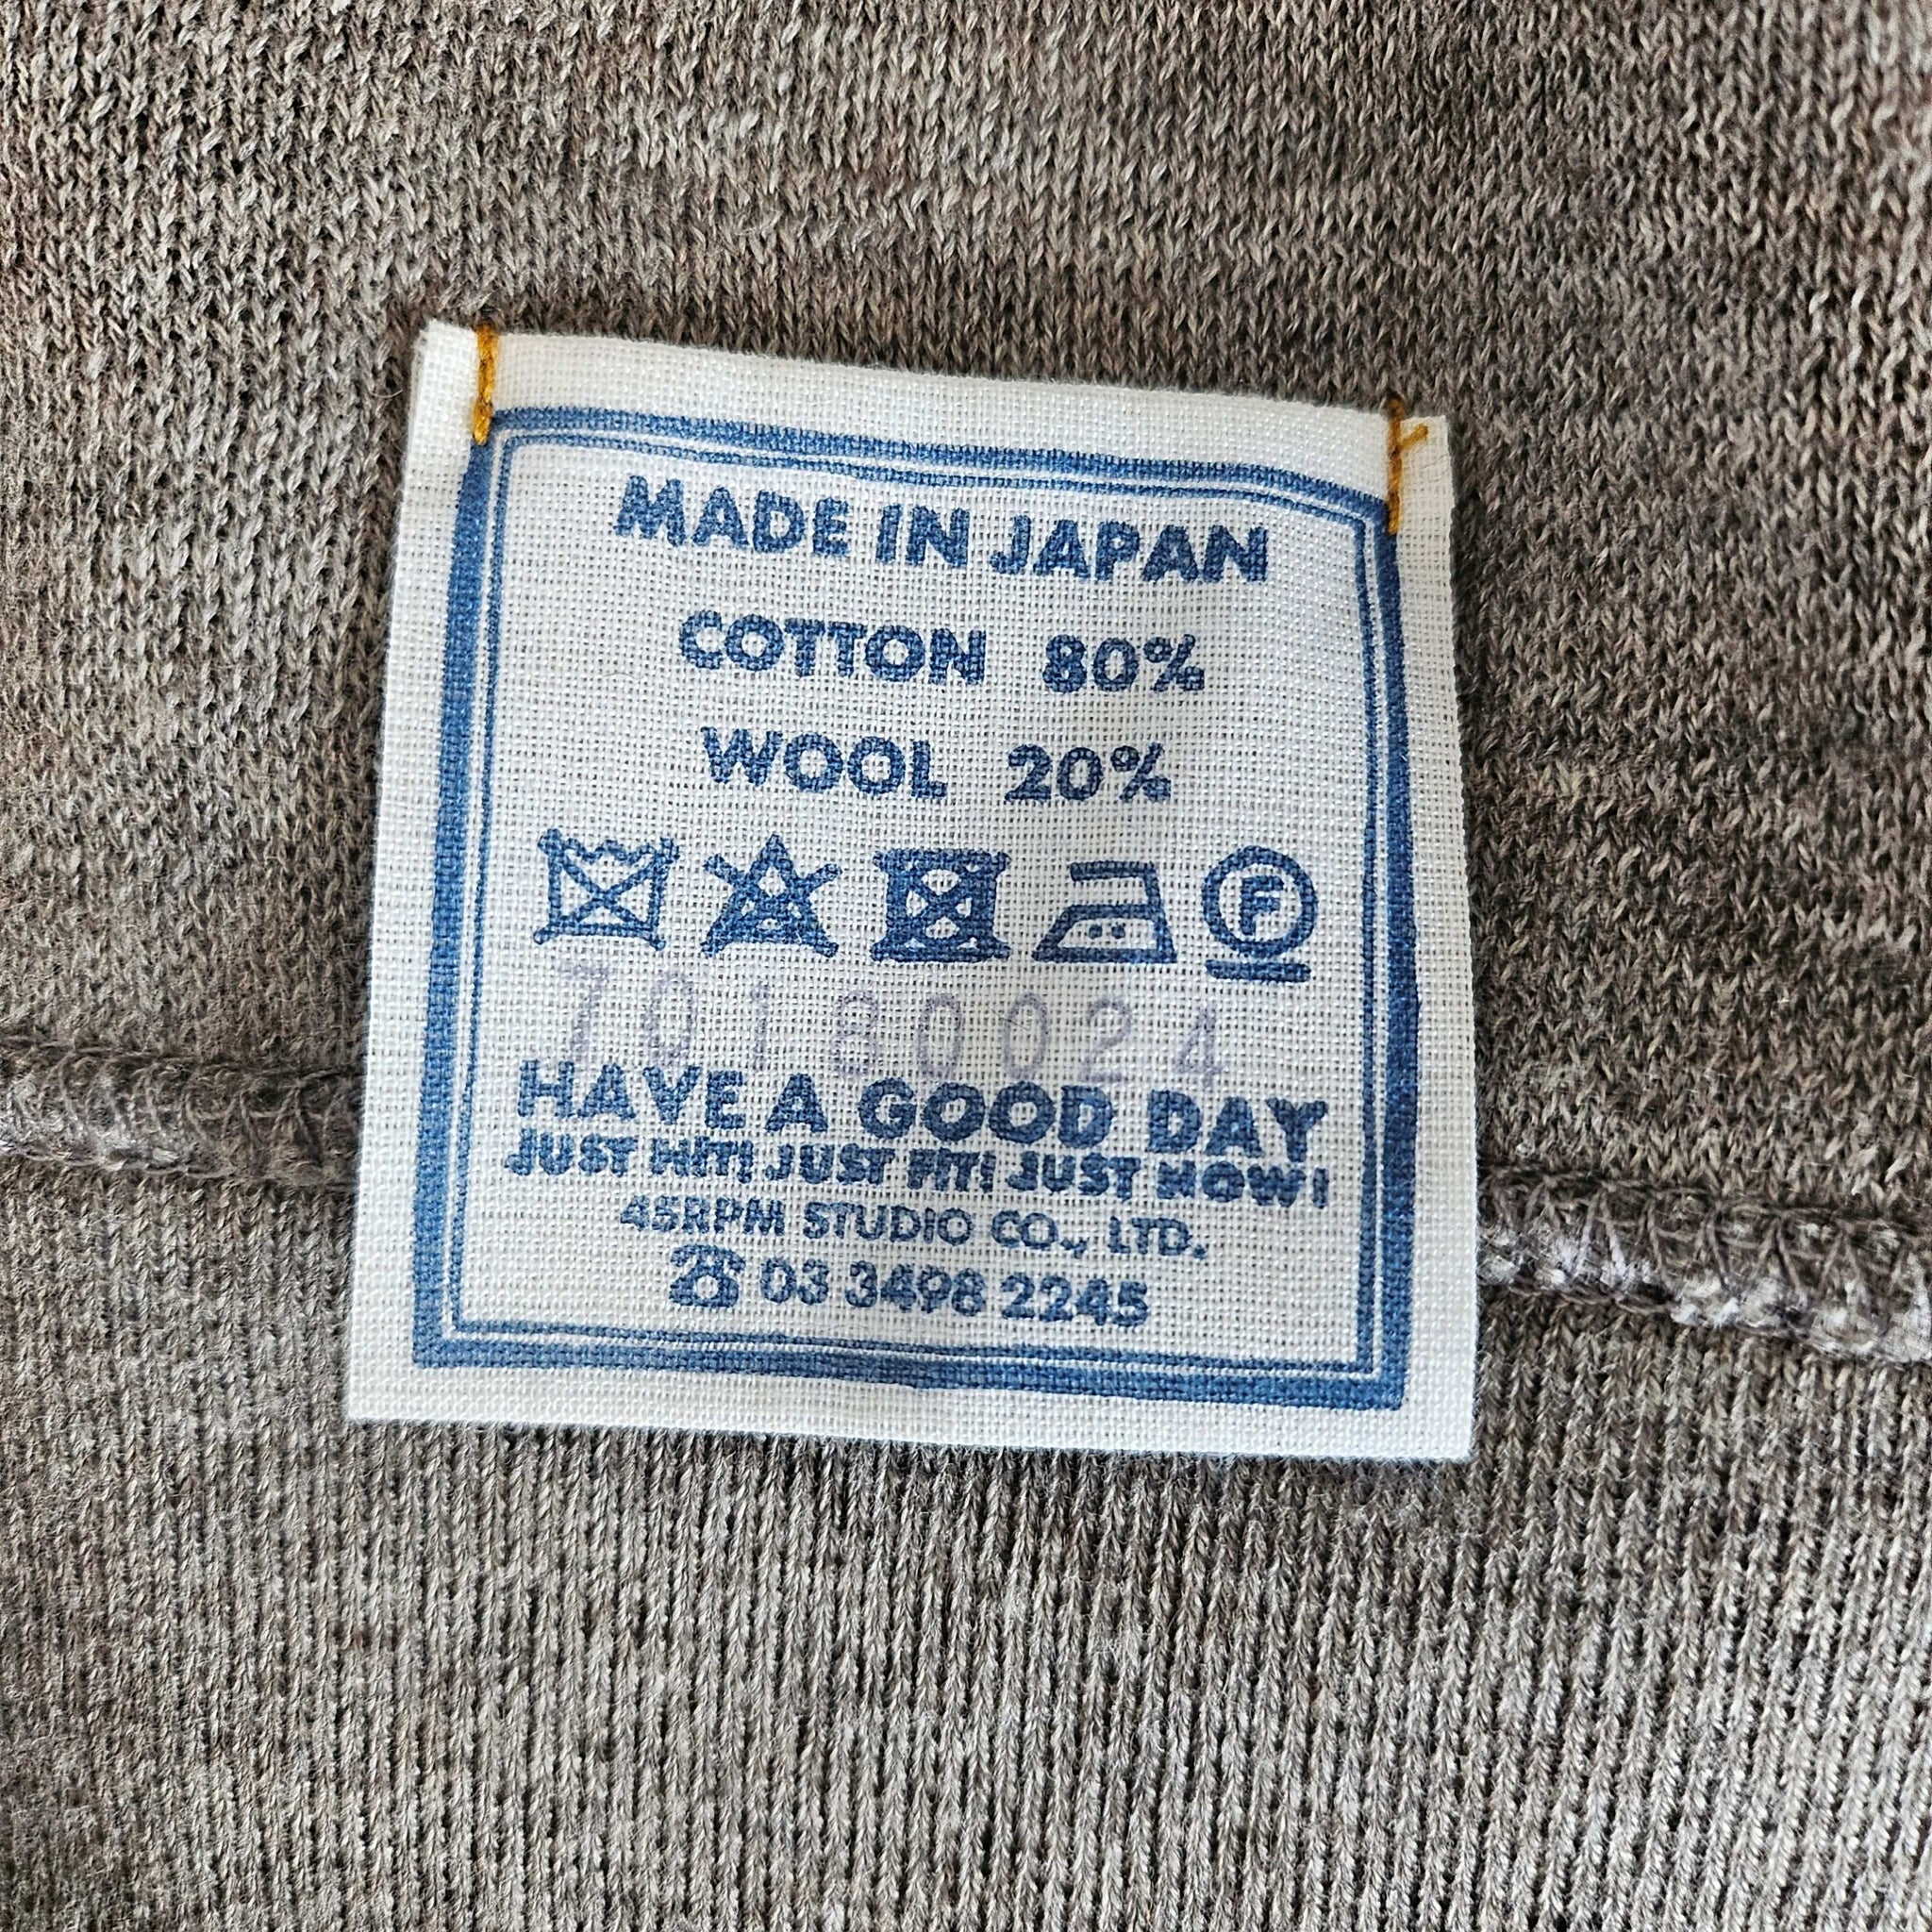 MADE IN JAPAN
COTTON 80%
WOOL 20%
F
70180024
HAVE A GOOD DAY
JUST HIT! JUST FIT! JUST NOW!
45RPM STUDIO CO., LTD.
☎ 03 3498 2245